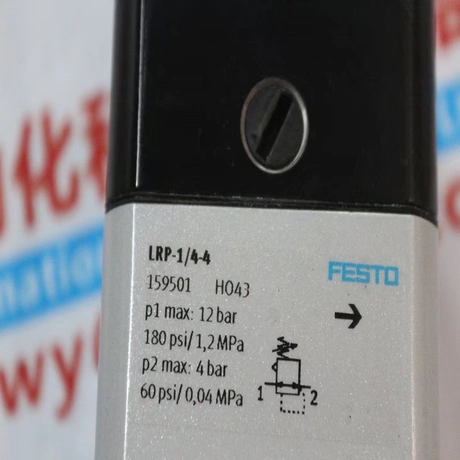 LRP-1/4-4
FESTO
159501 H043
p1 max: 12 bar
180 psi/ 1,2 MPa
p2 max: 4 bar
60 psi/ 0,04 MPa
1 2